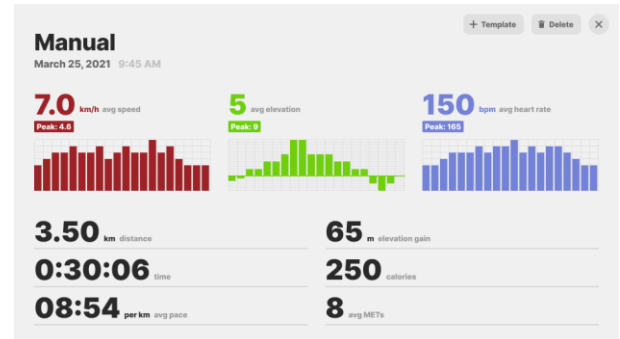 + Template Delete ×
Manual
March 25, 2021 9:45 AM
7.0 km/h avg speed
Peak: 4.6
5 avg elevation
Peak: 9
150 bpm avg heart rate
Peak: 165
3.50 km distance
65 m elevation gain
0:30:06 time
250 calories
08:54 per km avg pace
8 avg METs